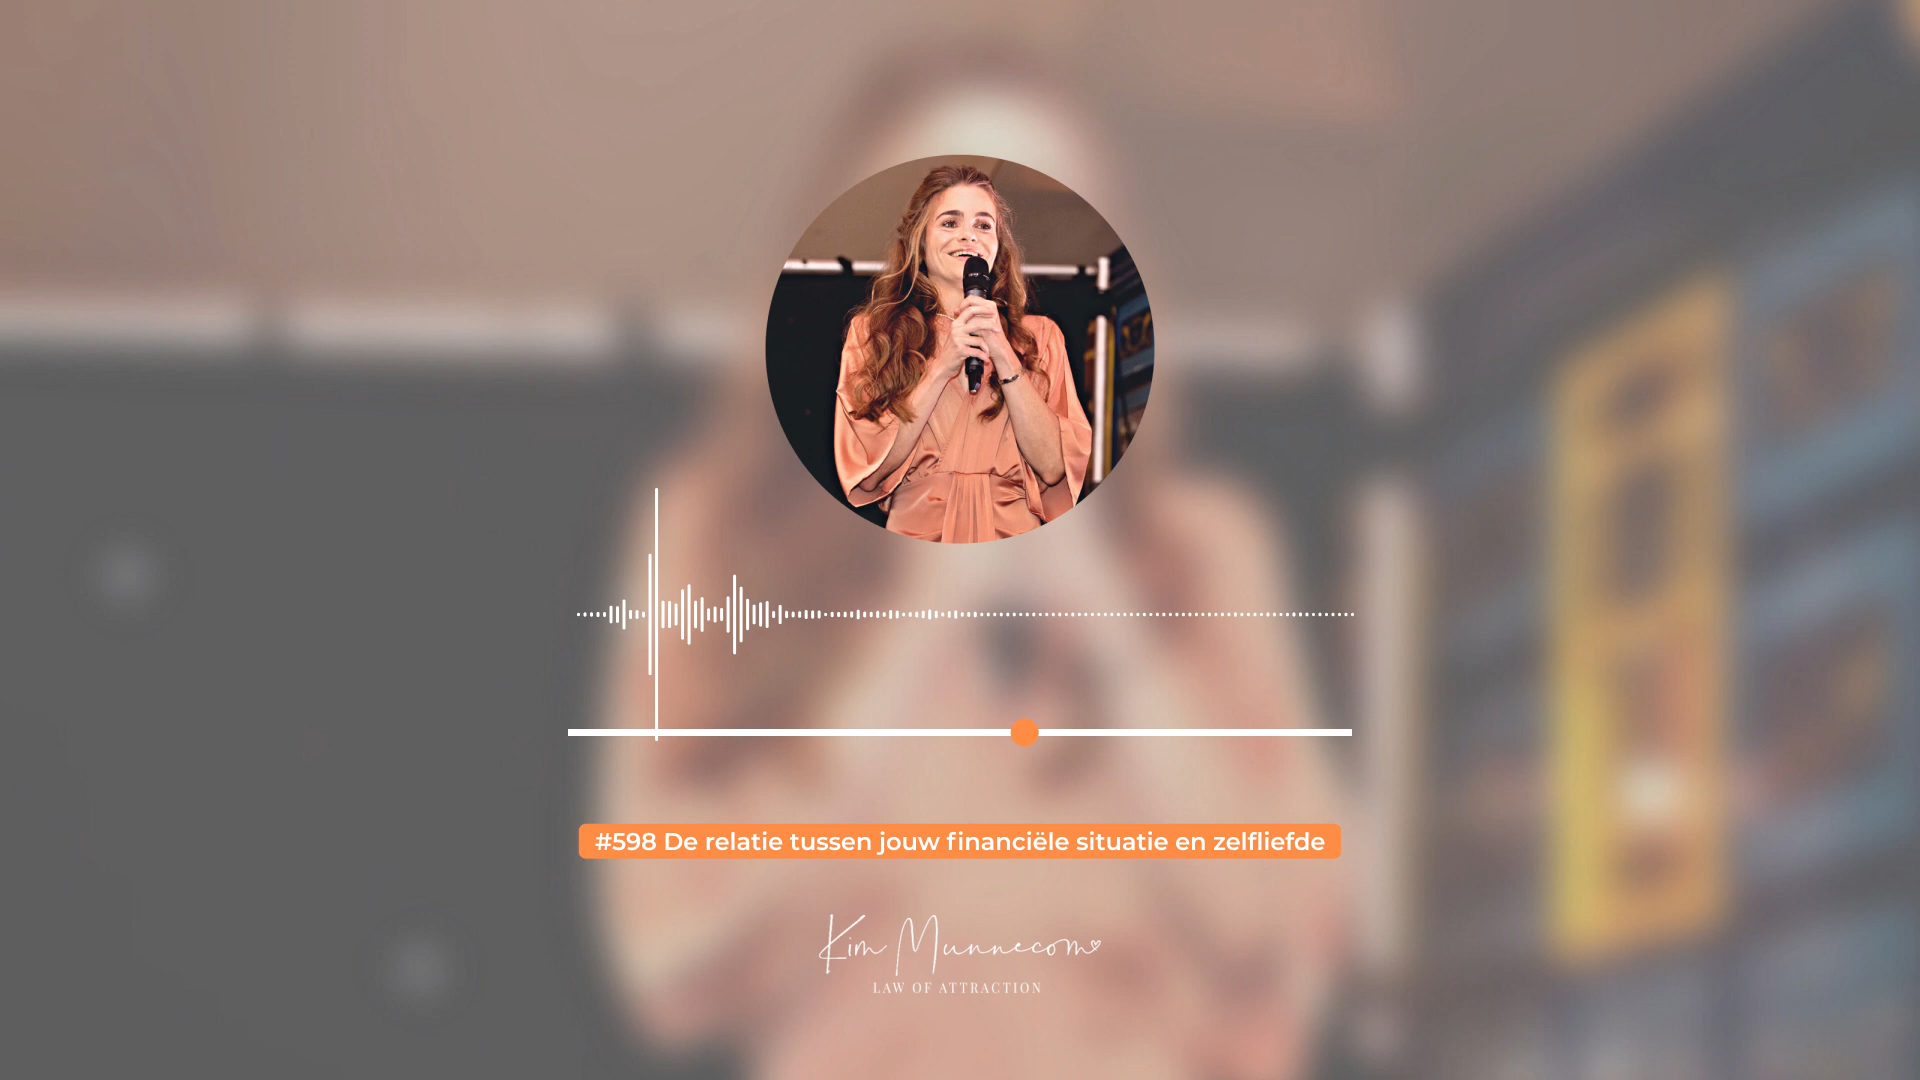 #598 De relatie tussen jouw financiële situatie en zelfliefde
Kim Munnecom
LAW OF ATTRACTION